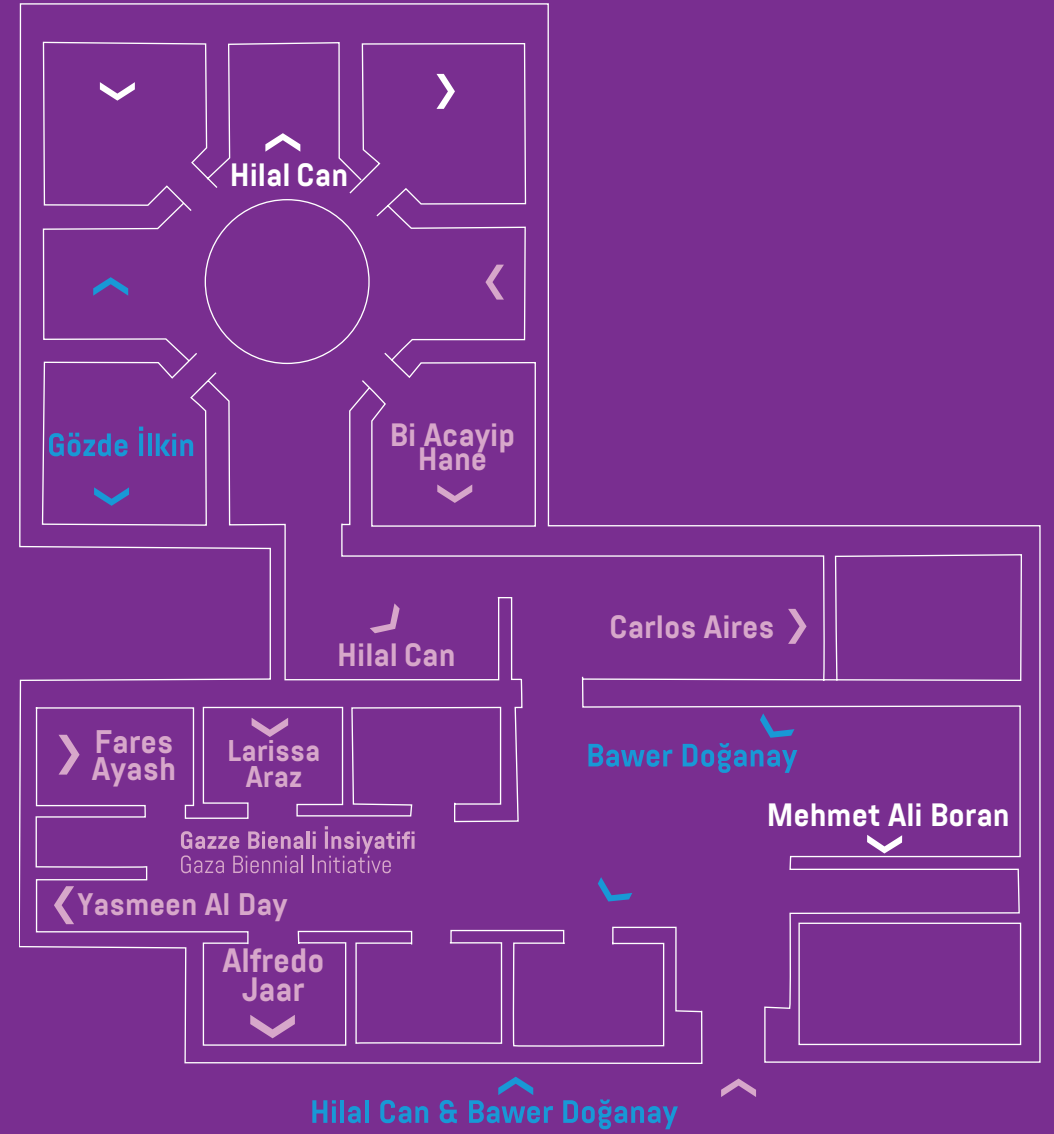 Hilal Can
Gözde İlkin
Bi Acayip
Hane
Hilal Can
Carlos Aires
Fares
Ayash
Larissa
Araz
Bawer Doğanay
Mehmet Ali Boran
Gazze Bienali İnsiyatifi
Gaza Biennial Initiative
Yasmeen Al Day
Alfredo
Jaar
Hilal Can & Bawer Doğanay